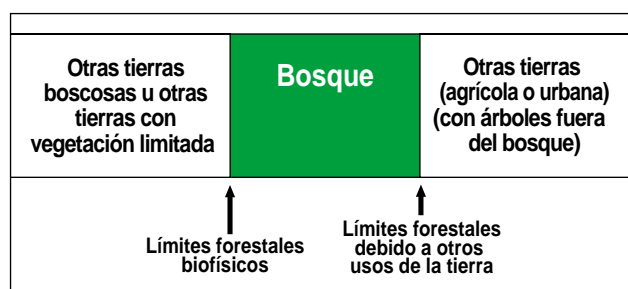 Otras tierras
boscosas u otras
tierras con
vegetación limitada
Bosque
Otras tierras
(agrícola o urbana)
(con árboles fuera
del bosque)
Límites forestales
biofísicos
Límites forestales
debido a otros
usos de la tierra